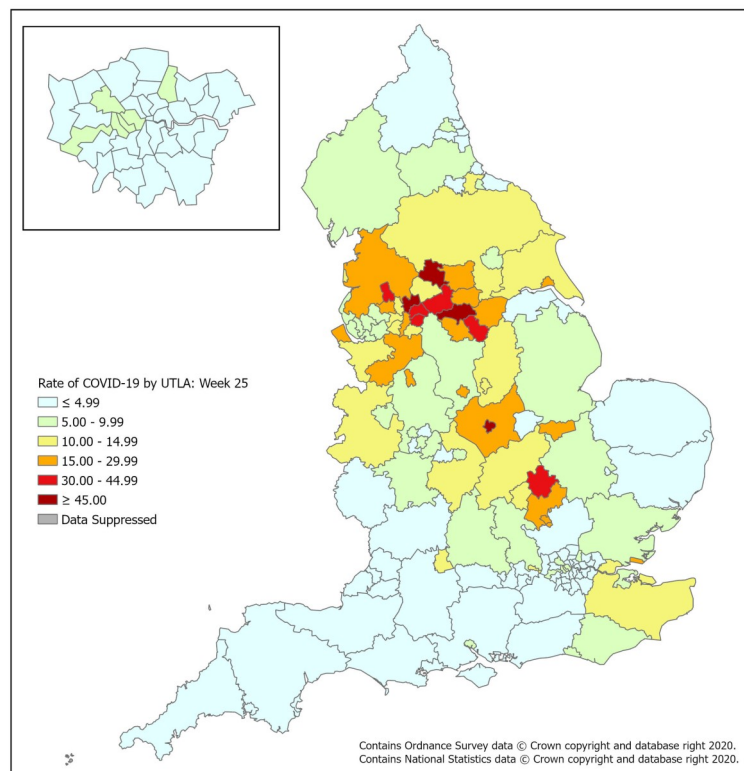 Rate of COVID-19 by UTLA: Week 25
≤ 4.99
5.00 - 9.99
10.00 - 14.99
15.00 - 29.99
30.00 - 44.99
≥ 45.00
Data Suppressed
Contains Ordnance Survey data © Crown copyright and database right 2020.
Contains National Statistics data © Crown copyright and database right 2020.